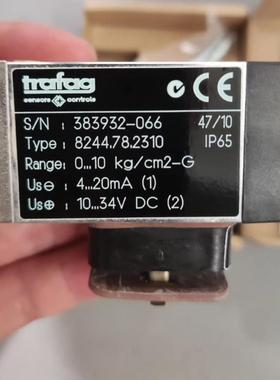 trafag
sensors controls
CE
S/N : 383932-066 47/10
Type : 8244.78.2310 IP65
Range: 0...10 kg/cm2-G
Us⊖ : 4...20mA (1)
Us⊕ : 10...34V DC (2)